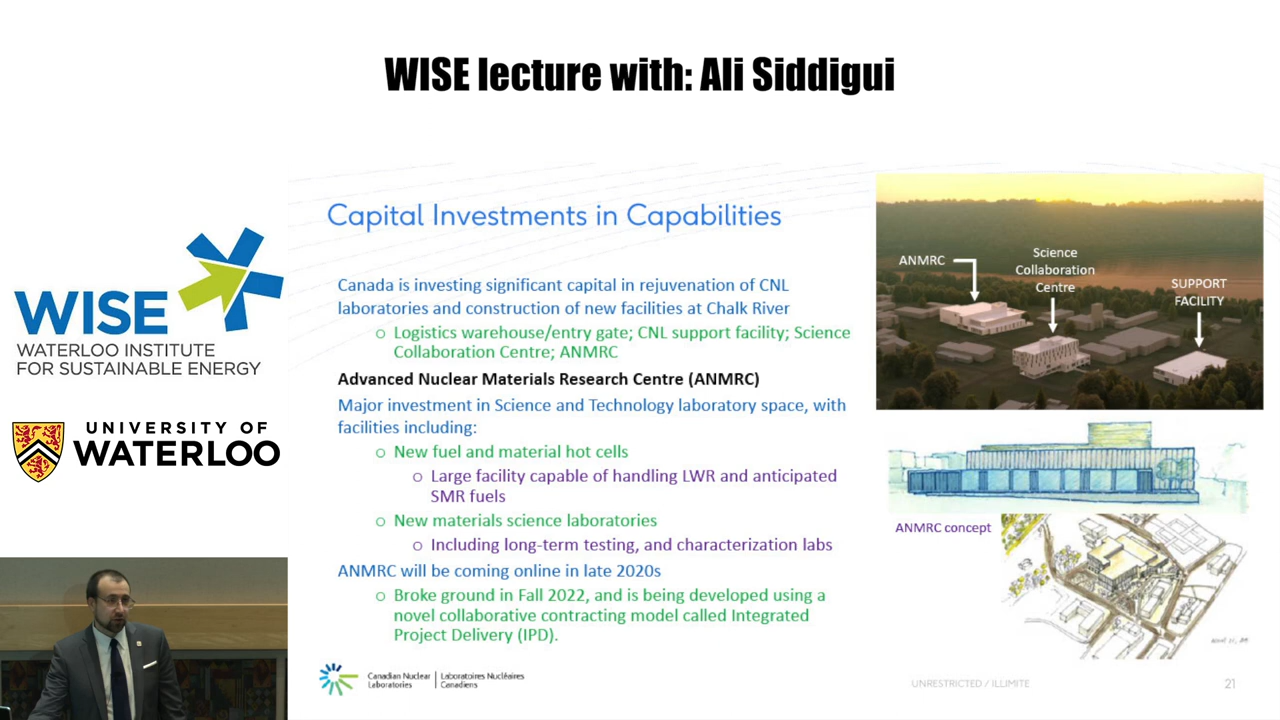 WISE lecture with: Ali Siddigui
WISE
WATERLOO INSTITUTE
FOR SUSTAINABLE ENERGY
UNIVERSITY OF
WATERLOO
Capital Investments in Capabilities
Canada is investing significant capital in rejuvenation of CNL
laboratories and construction of new facilities at Chalk River
Logistics warehouse/entry gate; CNL support facility; Science
Collaboration Centre; ANMRC
Advanced Nuclear Materials Research Centre (ANMRC)
Major investment in Science and Technology laboratory space, with
facilities including:
New fuel and material hot cells
Large facility capable of handling LWR and anticipated
SMR fuels
New materials science laboratories
Including long-term testing, and characterization labs
ANMRC will be coming online in late 2020s
Broke ground in Fall 2022, and is being developed using a
novel collaborative contracting model called Integrated
Project Delivery (IPD).
ANMRC
Science
Collaboration
Centre
SUPPORT
FACILITY
ANMRC concept
Canadian Nuclear
Laboratories
Laboratoires Nucléaires
Canadiens
UNRESTRICTED / ILLIMITÉ
21